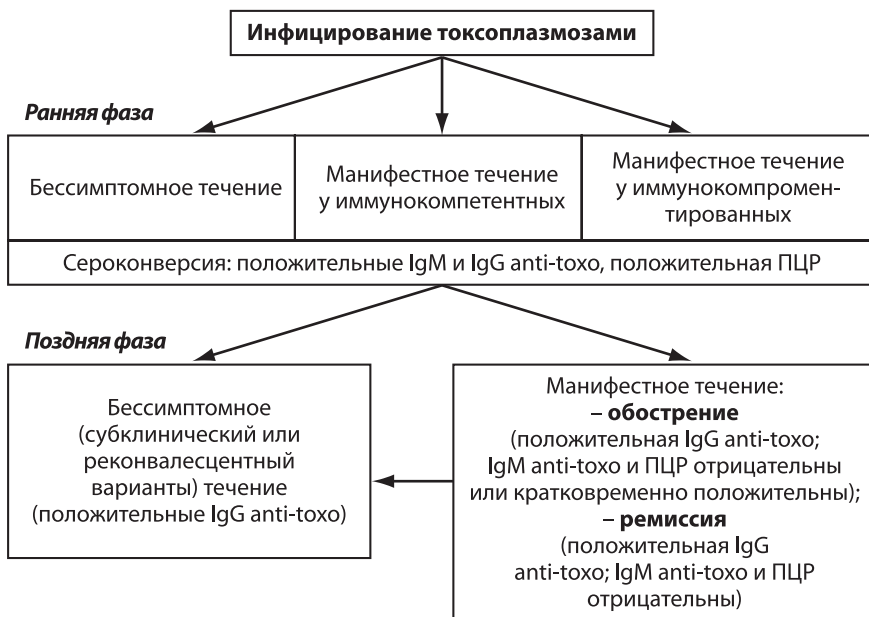 Инфицирование токсоплазмозами
Ранняя фаза
Бессимптомное течение
Манифестное течение
у иммунокомпетентных
Манифестное течение
у иммунокомпромен-
тированных
Сероконверсия: положительные IgM и IgG anti-toxo, положительная ПЦР
Поздняя фаза
Бессимптомное
(субклинический или
реконвалесцентный
варианты) течение
(положительные IgG anti-toxo)
Манифестное течение:
– обострение
(положительная IgG anti-toxo;
IgM anti-toxo и ПЦР отрицательны
или кратковременно положительны);
– ремиссия
(положительная IgG
anti-toxo; IgM anti-toxo и ПЦР
отрицательны)